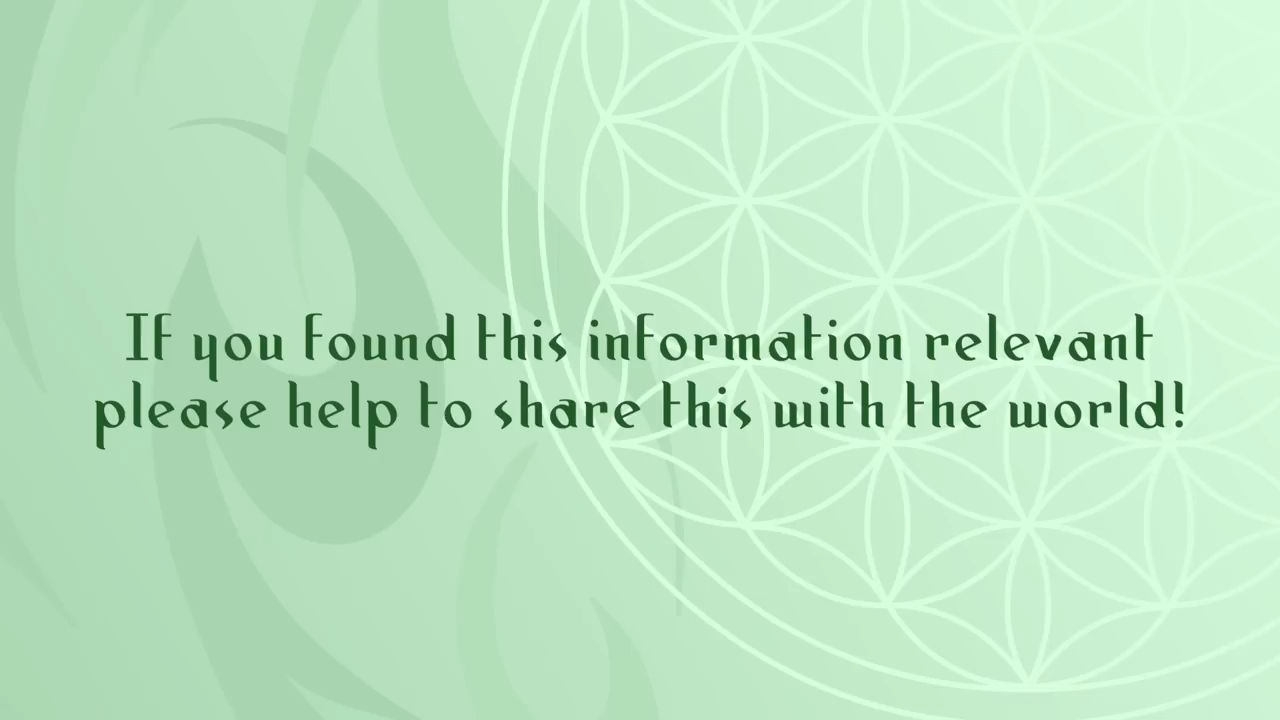 If you found this information relevant
please help to share this with the world!